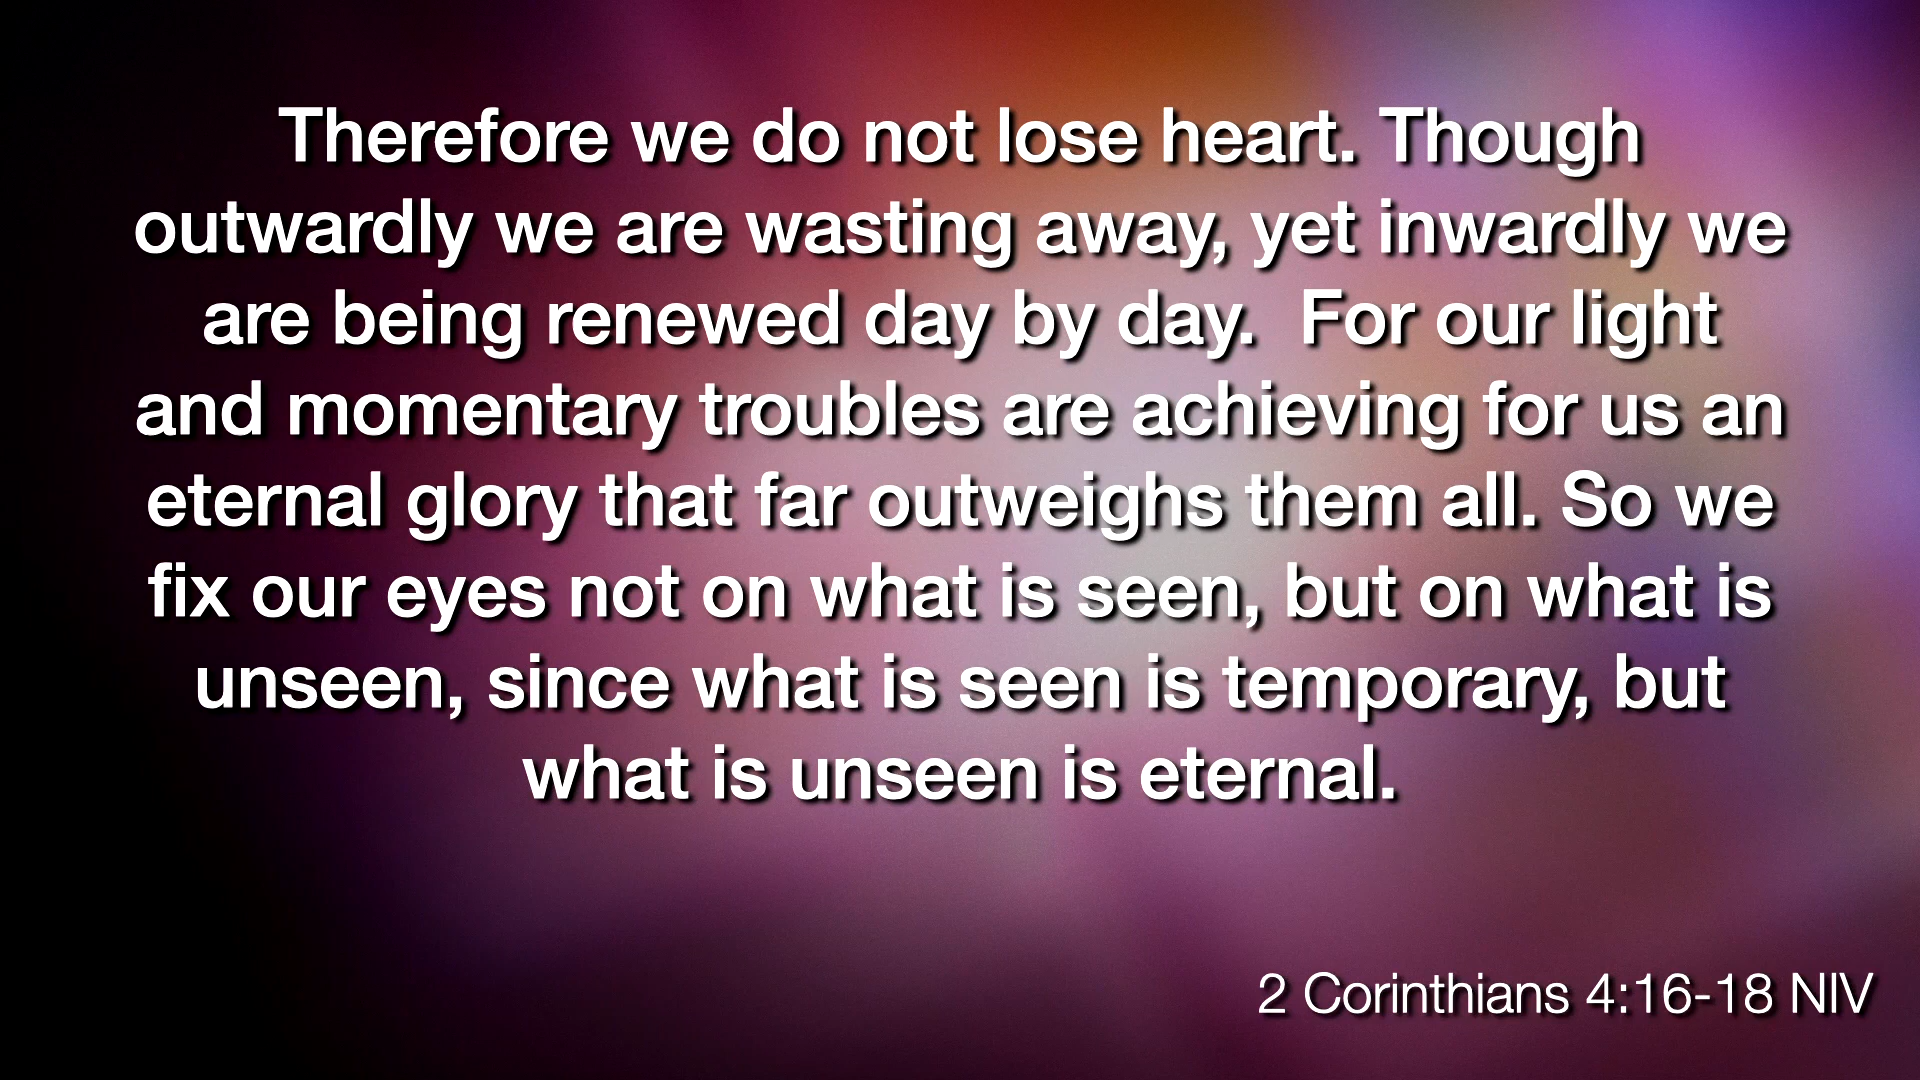 Therefore we do not lose heart. Though
outwardly we are wasting away, yet inwardly we
are being renewed day by day.  For our light
and momentary troubles are achieving for us an
eternal glory that far outweighs them all. So we
fix our eyes not on what is seen, but on what is
unseen, since what is seen is temporary, but
what is unseen is eternal.
2 Corinthians 4:16-18 NIV